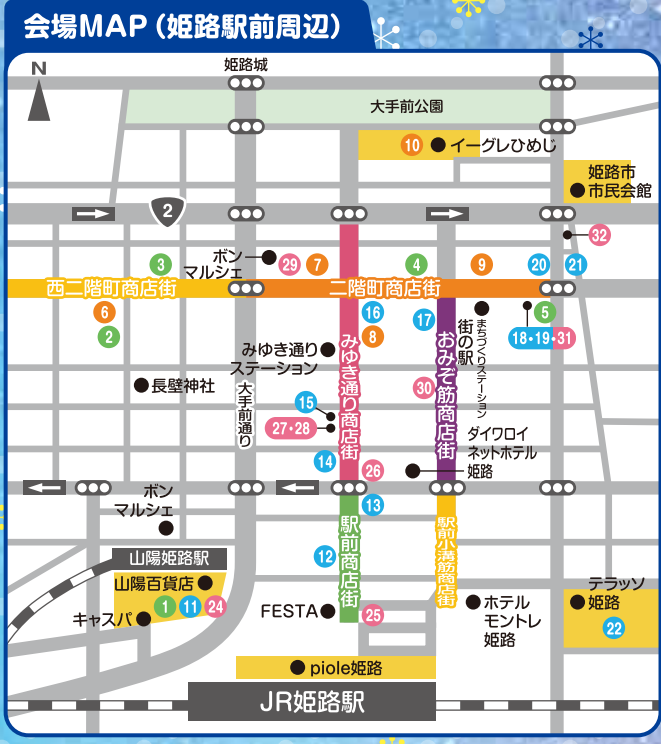 会場MAP(姫路駅前周辺)
N
姫路城
大手前公園
10
イーグレひめじ
姫路市
市民会館
2
32
3
ボン
マルシェ
29
7
4
9
20
21
西二階町商店街
二階町商店街
6
2
16
8
17
街の駅
まちづくりステーション
5
18・19・31
みゆき通り
ステーション
みゆき通り商店街
おみぞ筋商店街
長壁神社
大手前通り
30
15
27・28
ダイワロイ
ネットホテル
姫路
14
26
ボン
マルシェ
13
駅前商店街
駅前小溝筋商店街
12
山陽姫路駅
山陽百貨店
1
11
24
キャスパ
FESTA
25
ホテル
モントレ
姫路
テラッソ
姫路
22
piole姫路
JR姫路駅